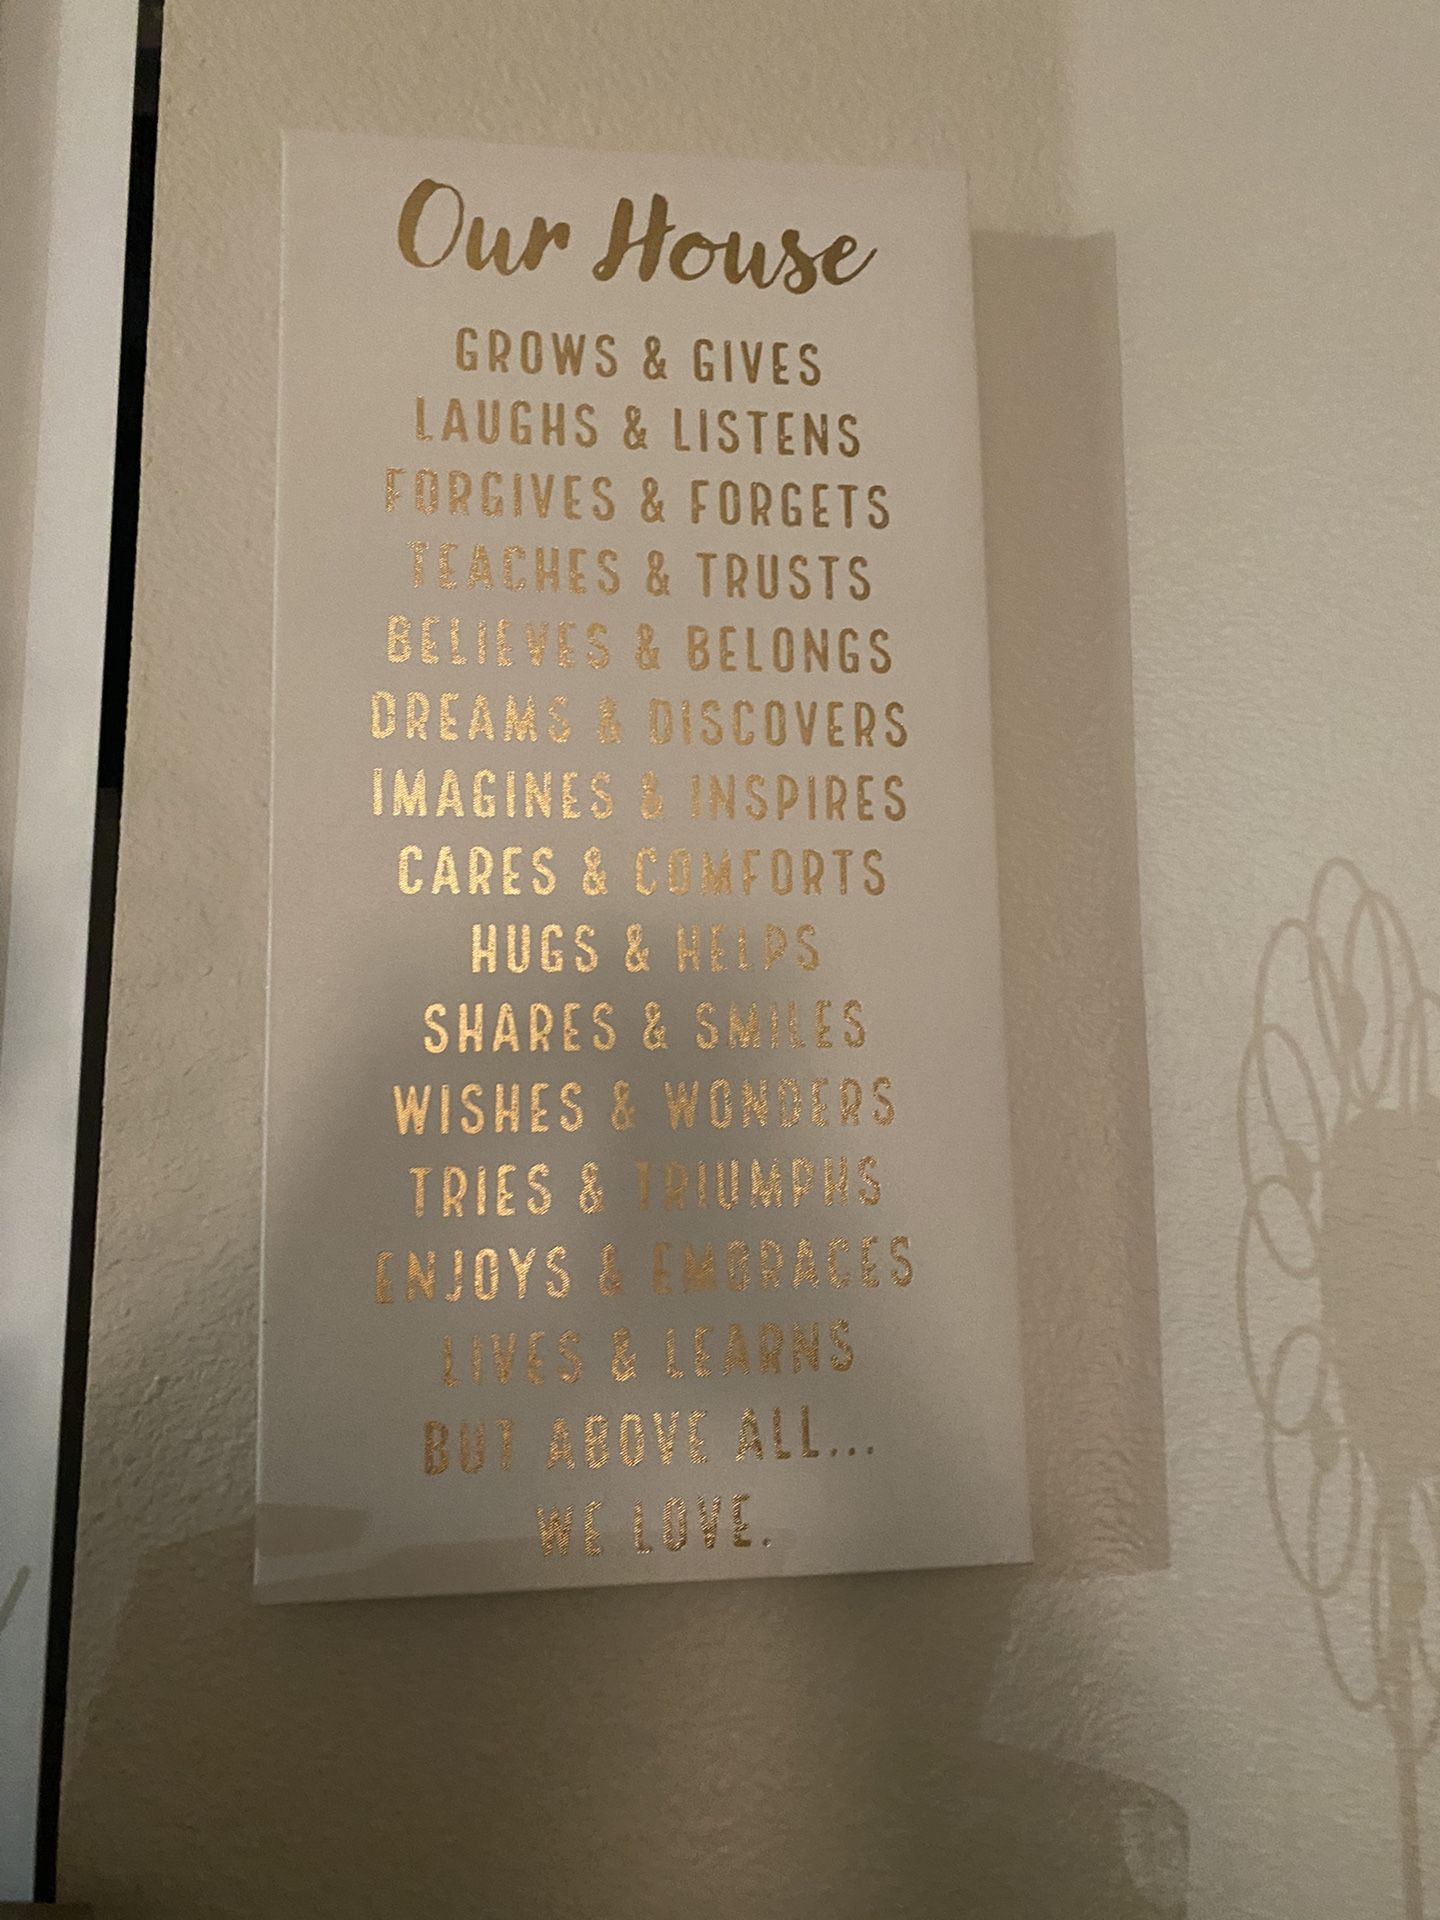 Our House
GROWS & GIVES
LAUGHS & LISTENS
FORGIVES & FORGETS
TEACHES & TRUSTS
BELIEVES & BELONGS
DREAMS & DISCOVERS
IMAGINES & INSPIRES
CARES & COMFORTS
HUGS & HELPS
SHARES & SMILES
WISHES & WONDERS
TRIES & TRIUMPHS
ENJOYS & EMBRACES
LIVES & LEARNS
BUT ABOVE ALL...
WE LOVE.